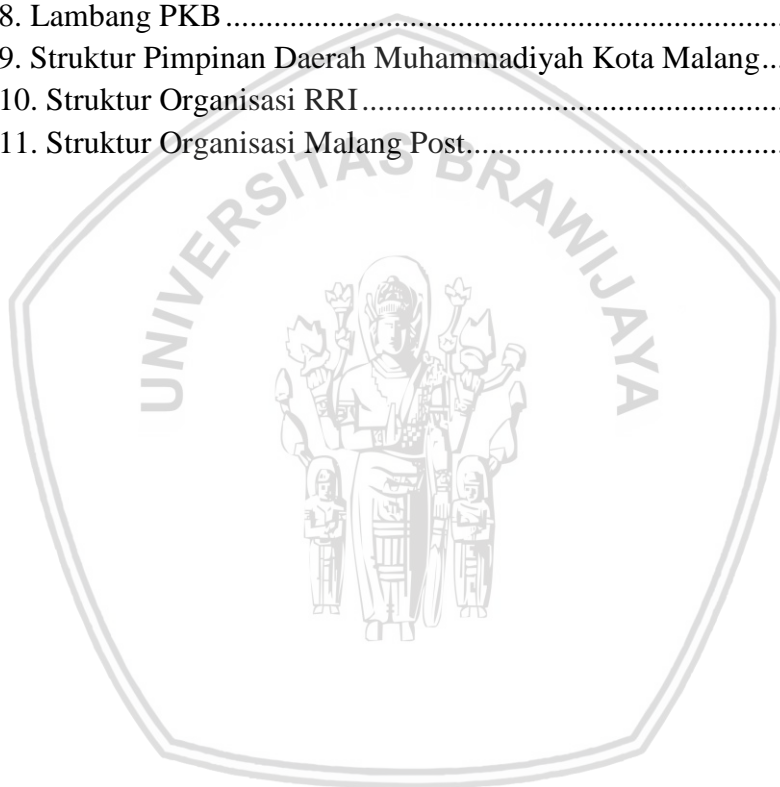 8. Lambang PKB....................................................................................
9. Struktur Pimpinan Daerah Muhammadiyah Kota Malang...
10. Struktur Organisasi RRI................................................................
11. Struktur Organisasi Malang Post................................................
UNIVERSITAS BRAWIJAYA